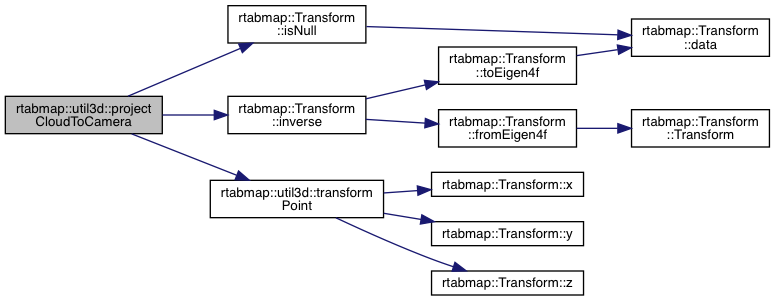 rtabmap::util3d::project
CloudToCamera
rtabmap::Transform
::isNull
rtabmap::Transform
::inverse
rtabmap::util3d::transform
Point
rtabmap::Transform
::toEigen4f
rtabmap::Transform
::fromEigen4f
rtabmap::Transform::x
rtabmap::Transform::y
rtabmap::Transform::z
rtabmap::Transform
::data
rtabmap::Transform
::Transform